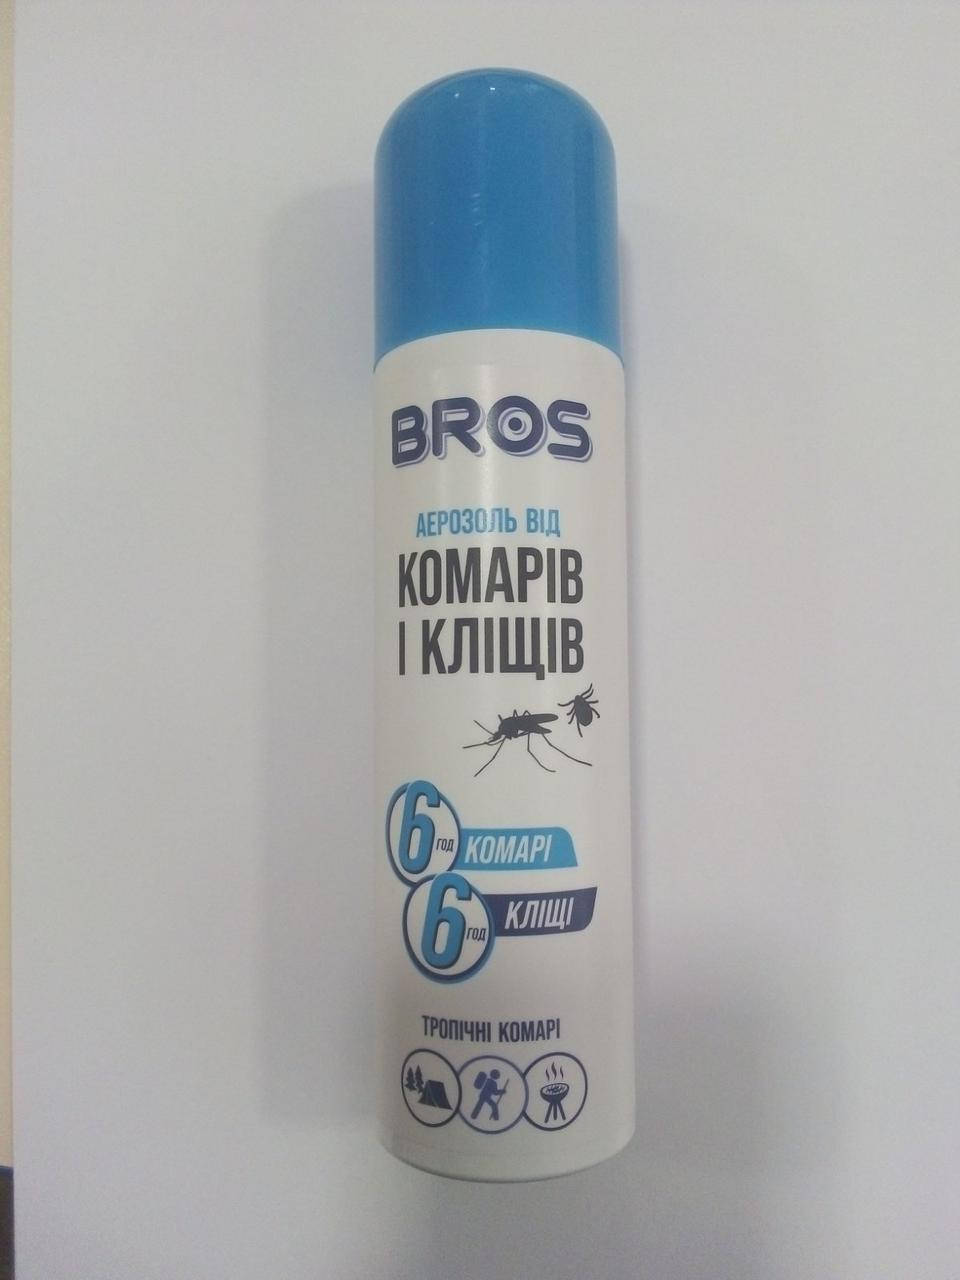 BROS
АЕРОЗОЛЬ ВІД
КОМАРІВ
І КЛІЩІВ
6 ГОД КОМАРІ
6 ГОД КЛІЩІ
ТРОПІЧНІ КОМАРІ